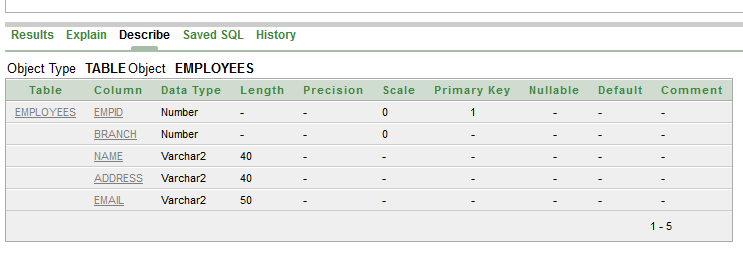 Results Explain Describe Saved SQL History
Object Type TABLE Object EMPLOYEES
Table Column Data Type Length Precision Scale Primary Key Nullable Default Comment
EMPLOYEES EMPID Number - - 0 1 - - -
BRANCH Number - - 0 - - - -
NAME Varchar2 40 - - - - - -
ADDRESS Varchar2 40 - - - - - -
EMAIL Varchar2 50 - - - - - -
1 - 5